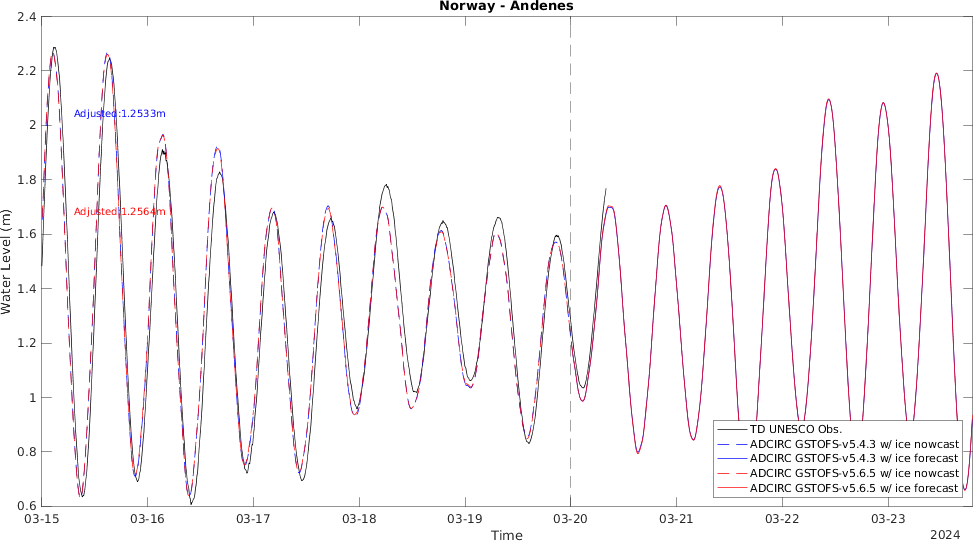 Norway - Andenes
2.4
2.2
2
1.8
1.6
1.4
1.2
1
0.8
0.6
Water Level (m)
Adjusted:1.2533m
Adjusted:1.2564m
TD UNESCO Obs.
ADCIRC GSTOFS-v5.4.3 w/ ice nowcast
ADCIRC GSTOFS-v5.4.3 w/ ice forecast
ADCIRC GSTOFS-v5.6.5 w/ ice nowcast
ADCIRC GSTOFS-v5.6.5 w/ ice forecast
03-15 03-16 03-17 03-18 03-19 03-20 03-21 03-22 03-23
Time
2024